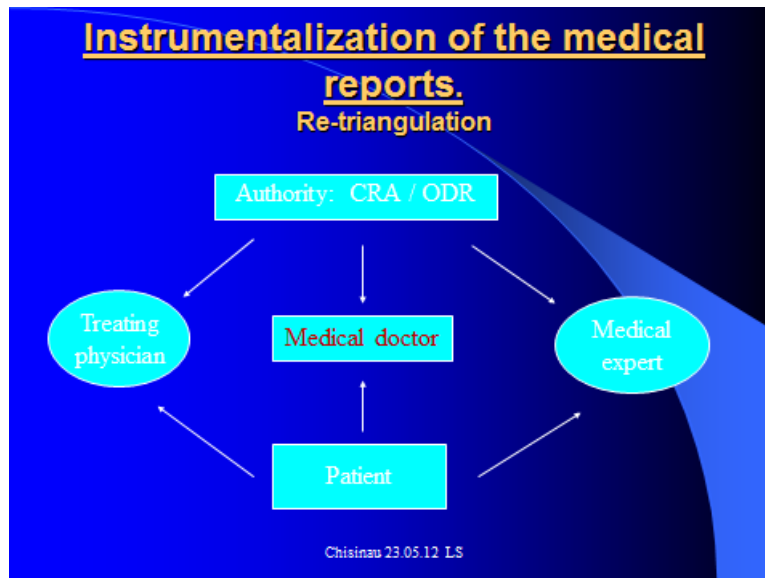 Instrumentalization of the medical
reports.
Re-triangulation
Authority: CRA / ODR
Treating
physician
Medical doctor
Medical
expert
Patient
Chisinau 23.05.12 LS